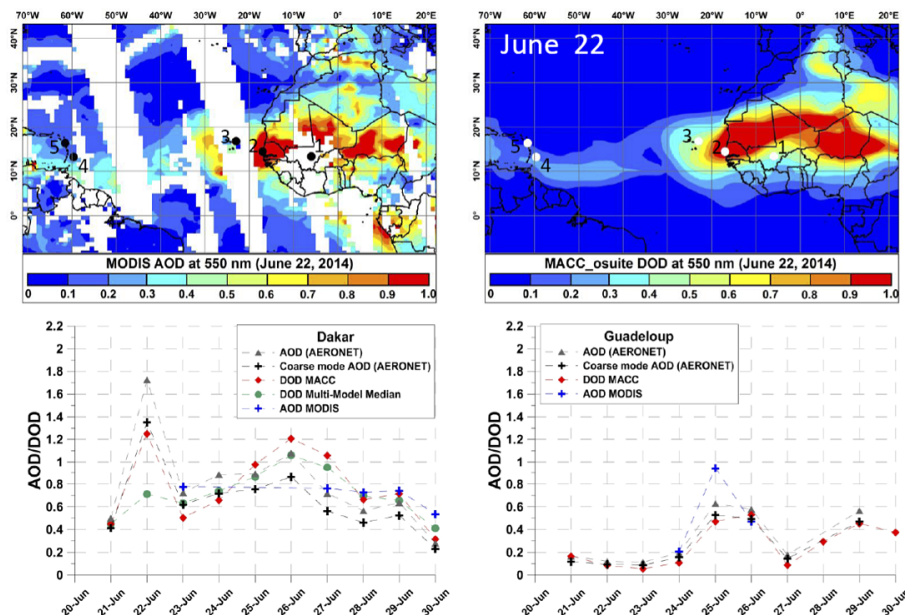 70°W 60°W 50°W 40°W 30°W 20°W 10°W 0° 10°E 20°E
40°N
30°N
20°N
10°N
0°
5
4
3
2
MODIS AOD at 550 nm (June 22, 2014)
0 0.1 0.2 0.3 0.4 0.5 0.6 0.7 0.8 0.9 1.0
70°W 60°W 50°W 40°W 30°W 20°W 10°W 0° 10°E 20°E
June 22
40°N
30°N
20°N
10°N
0°
5
4
3
2
1
MACC_osuite DOD at 550 nm (June 22, 2014)
0 0.1 0.2 0.3 0.4 0.5 0.6 0.7 0.8 0.9 1.0
Dakar
AOD (AERONET)
Coarse mode AOD (AERONET)
DOD MACC
DOD Multi-Model Median
AOD MODIS
AOD/DOD
2.2
2
1.8
1.6
1.4
1.2
1
0.8
0.6
0.4
0.2
0
20-Jun 21-Jun 22-Jun 23-Jun 24-Jun 25-Jun 26-Jun 27-Jun 28-Jun 29-Jun 30-Jun
Guadeloup
AOD (AERONET)
Coarse mode AOD (AERONET)
DOD MACC
AOD MODIS
AOD/DOD
2.2
2
1.8
1.6
1.4
1.2
1
0.8
0.6
0.4
0.2
0
20-Jun 21-Jun 22-Jun 23-Jun 24-Jun 25-Jun 26-Jun 27-Jun 28-Jun 29-Jun 30-Jun